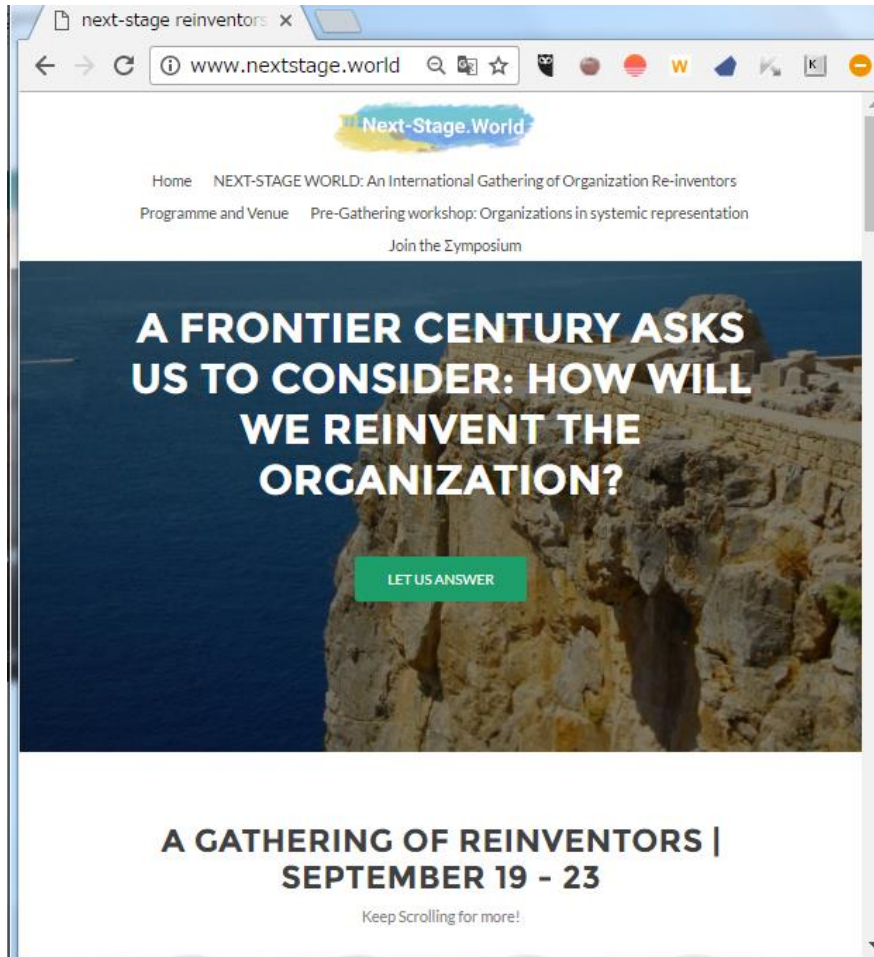 next-stage reinventors
www.nextstage.world
W
K
K
Next-Stage.World
Home NEXT-STAGE WORLD: An International Gathering of Organization Re-inventors
Programme and Venue Pre-Gathering workshop: Organizations in systemic representation
Join the Σymposium
A FRONTIER CENTURY ASKS
US TO CONSIDER: HOW WILL
WE REINVENT THE
ORGANIZATION?
LET US ANSWER
A GATHERING OF REINVENTORS |
SEPTEMBER 19 - 23
Keep Scrolling for more!